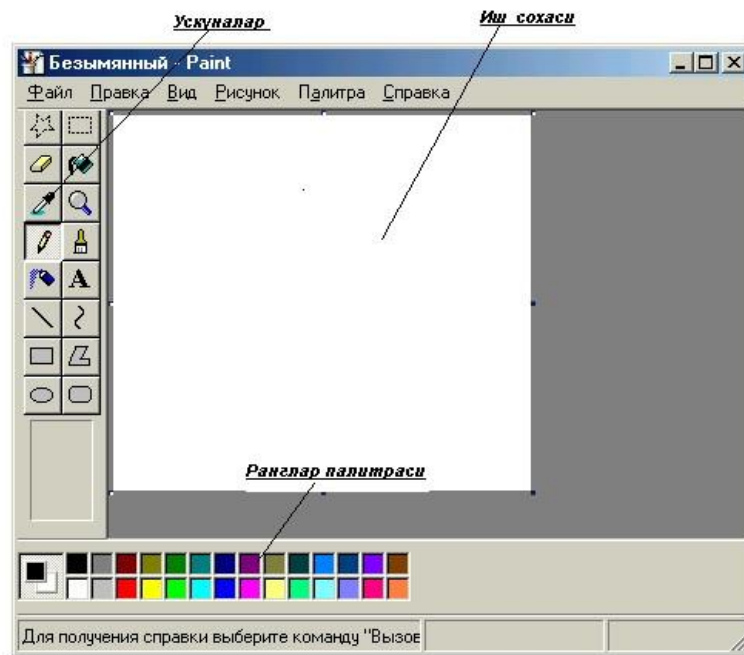 Ускуналар
Иш сохаси
Безымянный - Paint
Файл Правка Вид Рисунок Палитра Справка
A
Ранглар палитраси
Для получения справки выберите команду "Вызов